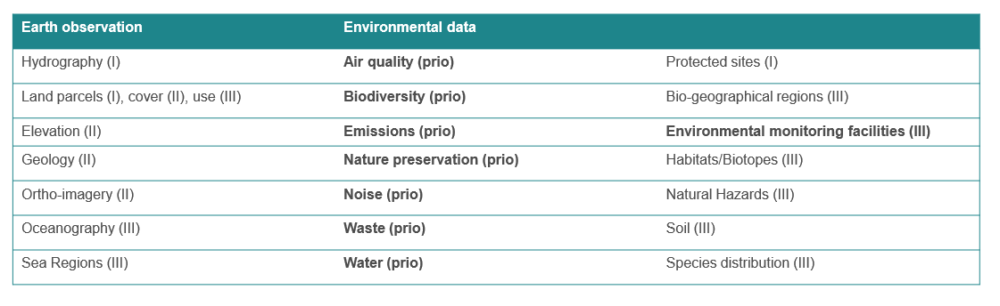 Earth observation Environmental data
Hydrography (I) Air quality (prio) Protected sites (I)
Land parcels (I), cover (II), use (III) Biodiversity (prio) Bio-geographical regions (III)
Elevation (II) Emissions (prio) Environmental monitoring facilities (III)
Geology (II) Nature preservation (prio) Habitats/Biotopes (III)
Ortho-imagery (II) Noise (prio) Natural Hazards (III)
Oceanography (III) Waste (prio) Soil (III)
Sea Regions (III) Water (prio) Species distribution (III)